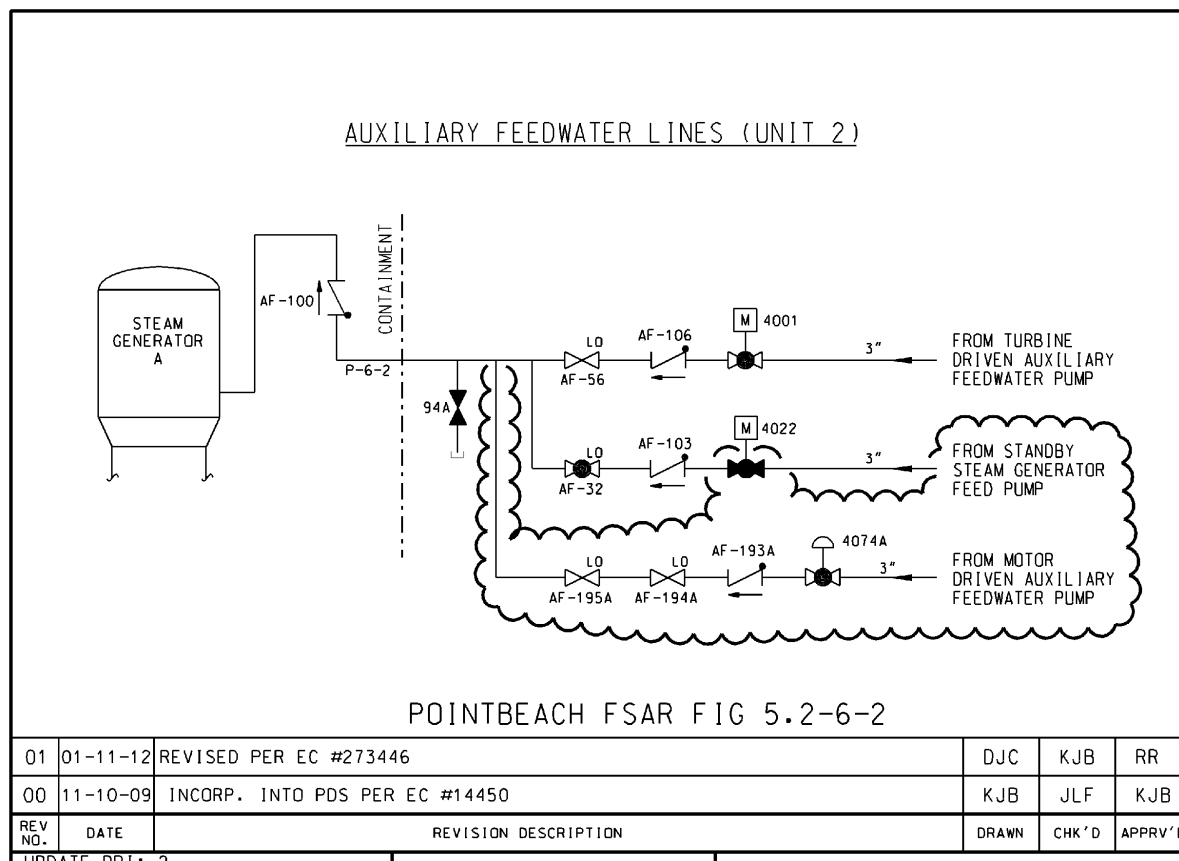 AUXILIARY FEEDWATER LINES (UNIT 2)
CONTAINMENT
AF-100
STEAM
GENERATOR
A
P-6-2
94A
LO
AF-56
AF-106
M 4001
3"
FROM TURBINE
DRIVEN AUXILIARY
FEEDWATER PUMP
LO
AF-32
AF-103
M 4022
3"
FROM STANDBY
STEAM GENERATOR
FEED PUMP
LO
AF-195A
LO
AF-194A
AF-193A
4074A
3"
FROM MOTOR
DRIVEN AUXILIARY
FEEDWATER PUMP
POINTBEACH FSAR FIG 5.2-6-2
01 01-11-12 REVISED PER EC #273446 DJC KJB RR
00 11-10-09 INCORP. INTO PDS PER EC #14450 KJB JLF KJB
REV NO. DATE REVISION DESCRIPTION DRAWN CHK'D APPRV'D